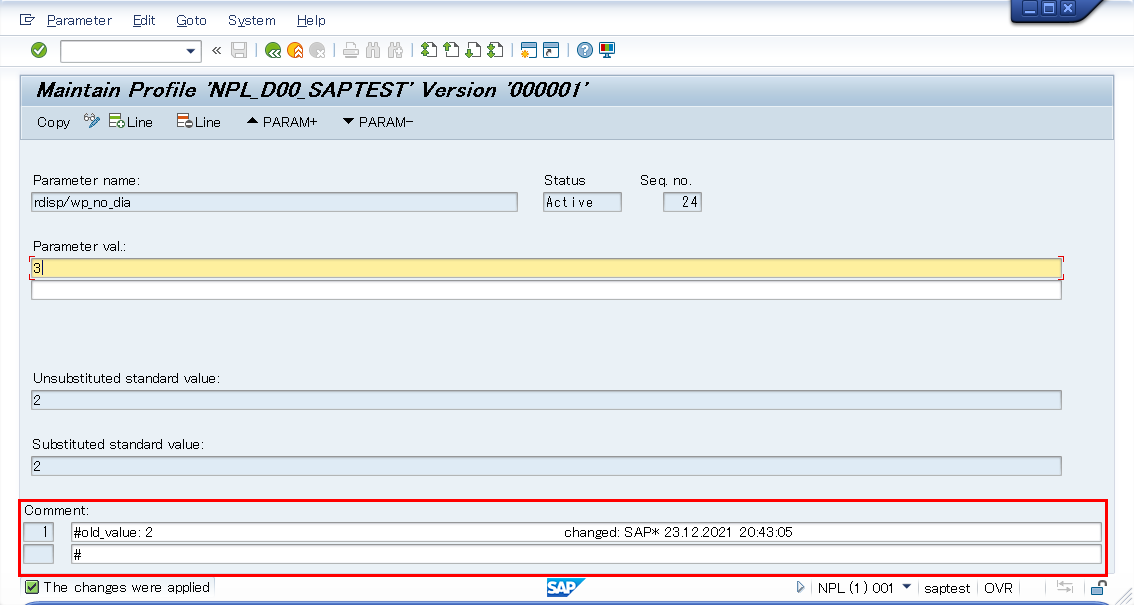 Parameter Edit Goto System Help
Maintain Profile 'NPL_D00_SAPTEST' Version '000001'
Copy Line Line PARAM+ PARAM-
Parameter name: Status Seq. no.
rdisp/wp_no_dia Active 24
Parameter val.:
3
Unsubstituted standard value:
2
Substituted standard value:
2
Comment:
1 #old_value: 2 changed: SAP* 23.12.2021 20:43:05
#
The changes were applied SAP NPL (1) 001 saptest OVR